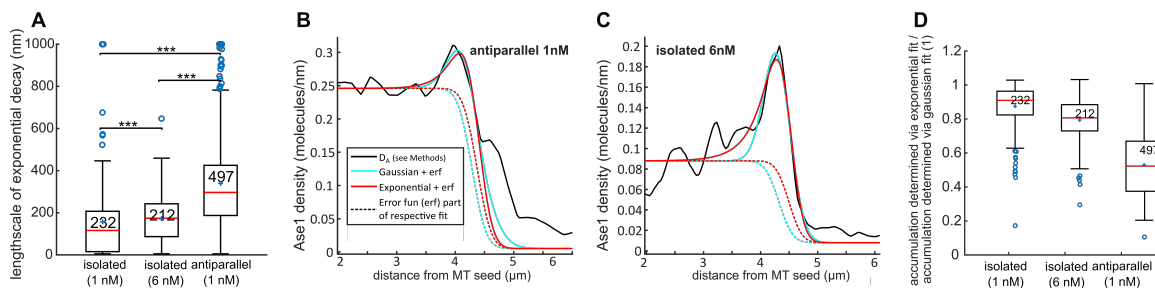 A
lengthscale of exponential decay (nm)
1000
800
600
400
200
0
***
***
***
232
212
497
isolated (1 nM)
isolated (6 nM)
antiparallel (1 nM)
B
antiparallel 1nM
Ase1 density (molecules/nm)
0.3
0.25
0.2
0.15
0.1
0.05
0
D_A (see Methods)
Gaussian + erf
Exponential + erf
Error fun (erf) part of respective fit
2
3
4
5
6
distance from MT seed (µm)
C
isolated 6nM
Ase1 density (molecules/nm)
0.2
0.18
0.16
0.14
0.12
0.1
0.08
0.06
0.04
0.02
0
2
3
4
5
6
distance from MT seed (µm)
D
accumulation determined via exponential fit /
accumulation determined via gaussian fit (1)
1.2
1
0.8
0.6
0.4
0.2
0
232
212
497
isolated (1 nM)
isolated (6 nM)
antiparallel (1 nM)